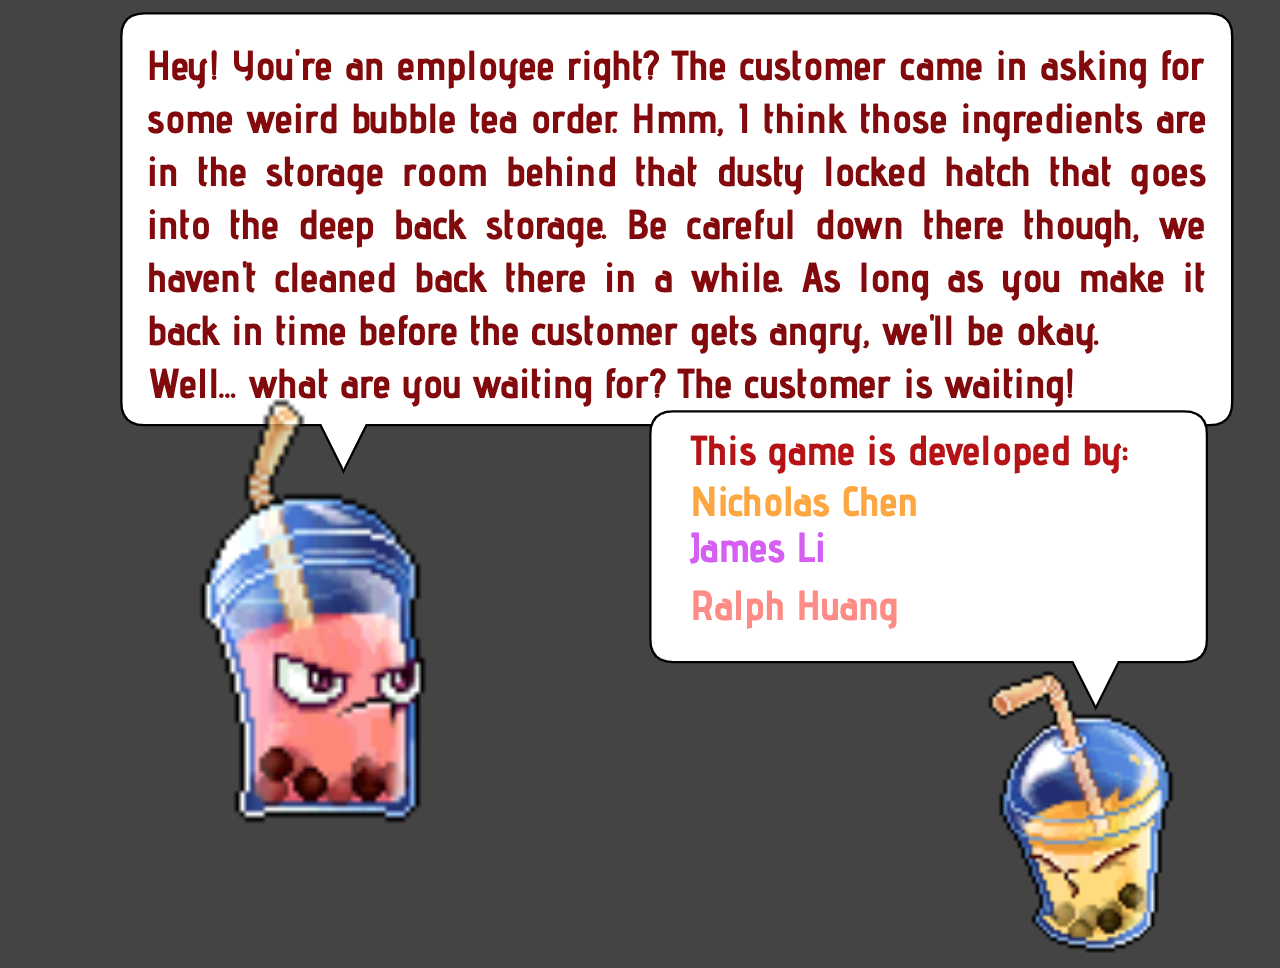 Hey! You're an employee right? The customer came in asking for
some weird bubble tea order. Hmm, I think those ingredients are
in the storage room behind that dusty locked hatch that goes
into the deep back storage. Be careful down there though, we
haven't cleaned back there in a while. As long as you make it
back in time before the customer gets angry, we'll be okay.
Well... what are you waiting for? The customer is waiting!
This game is developed by:
Nicholas Chen
James Li
Ralph Huang